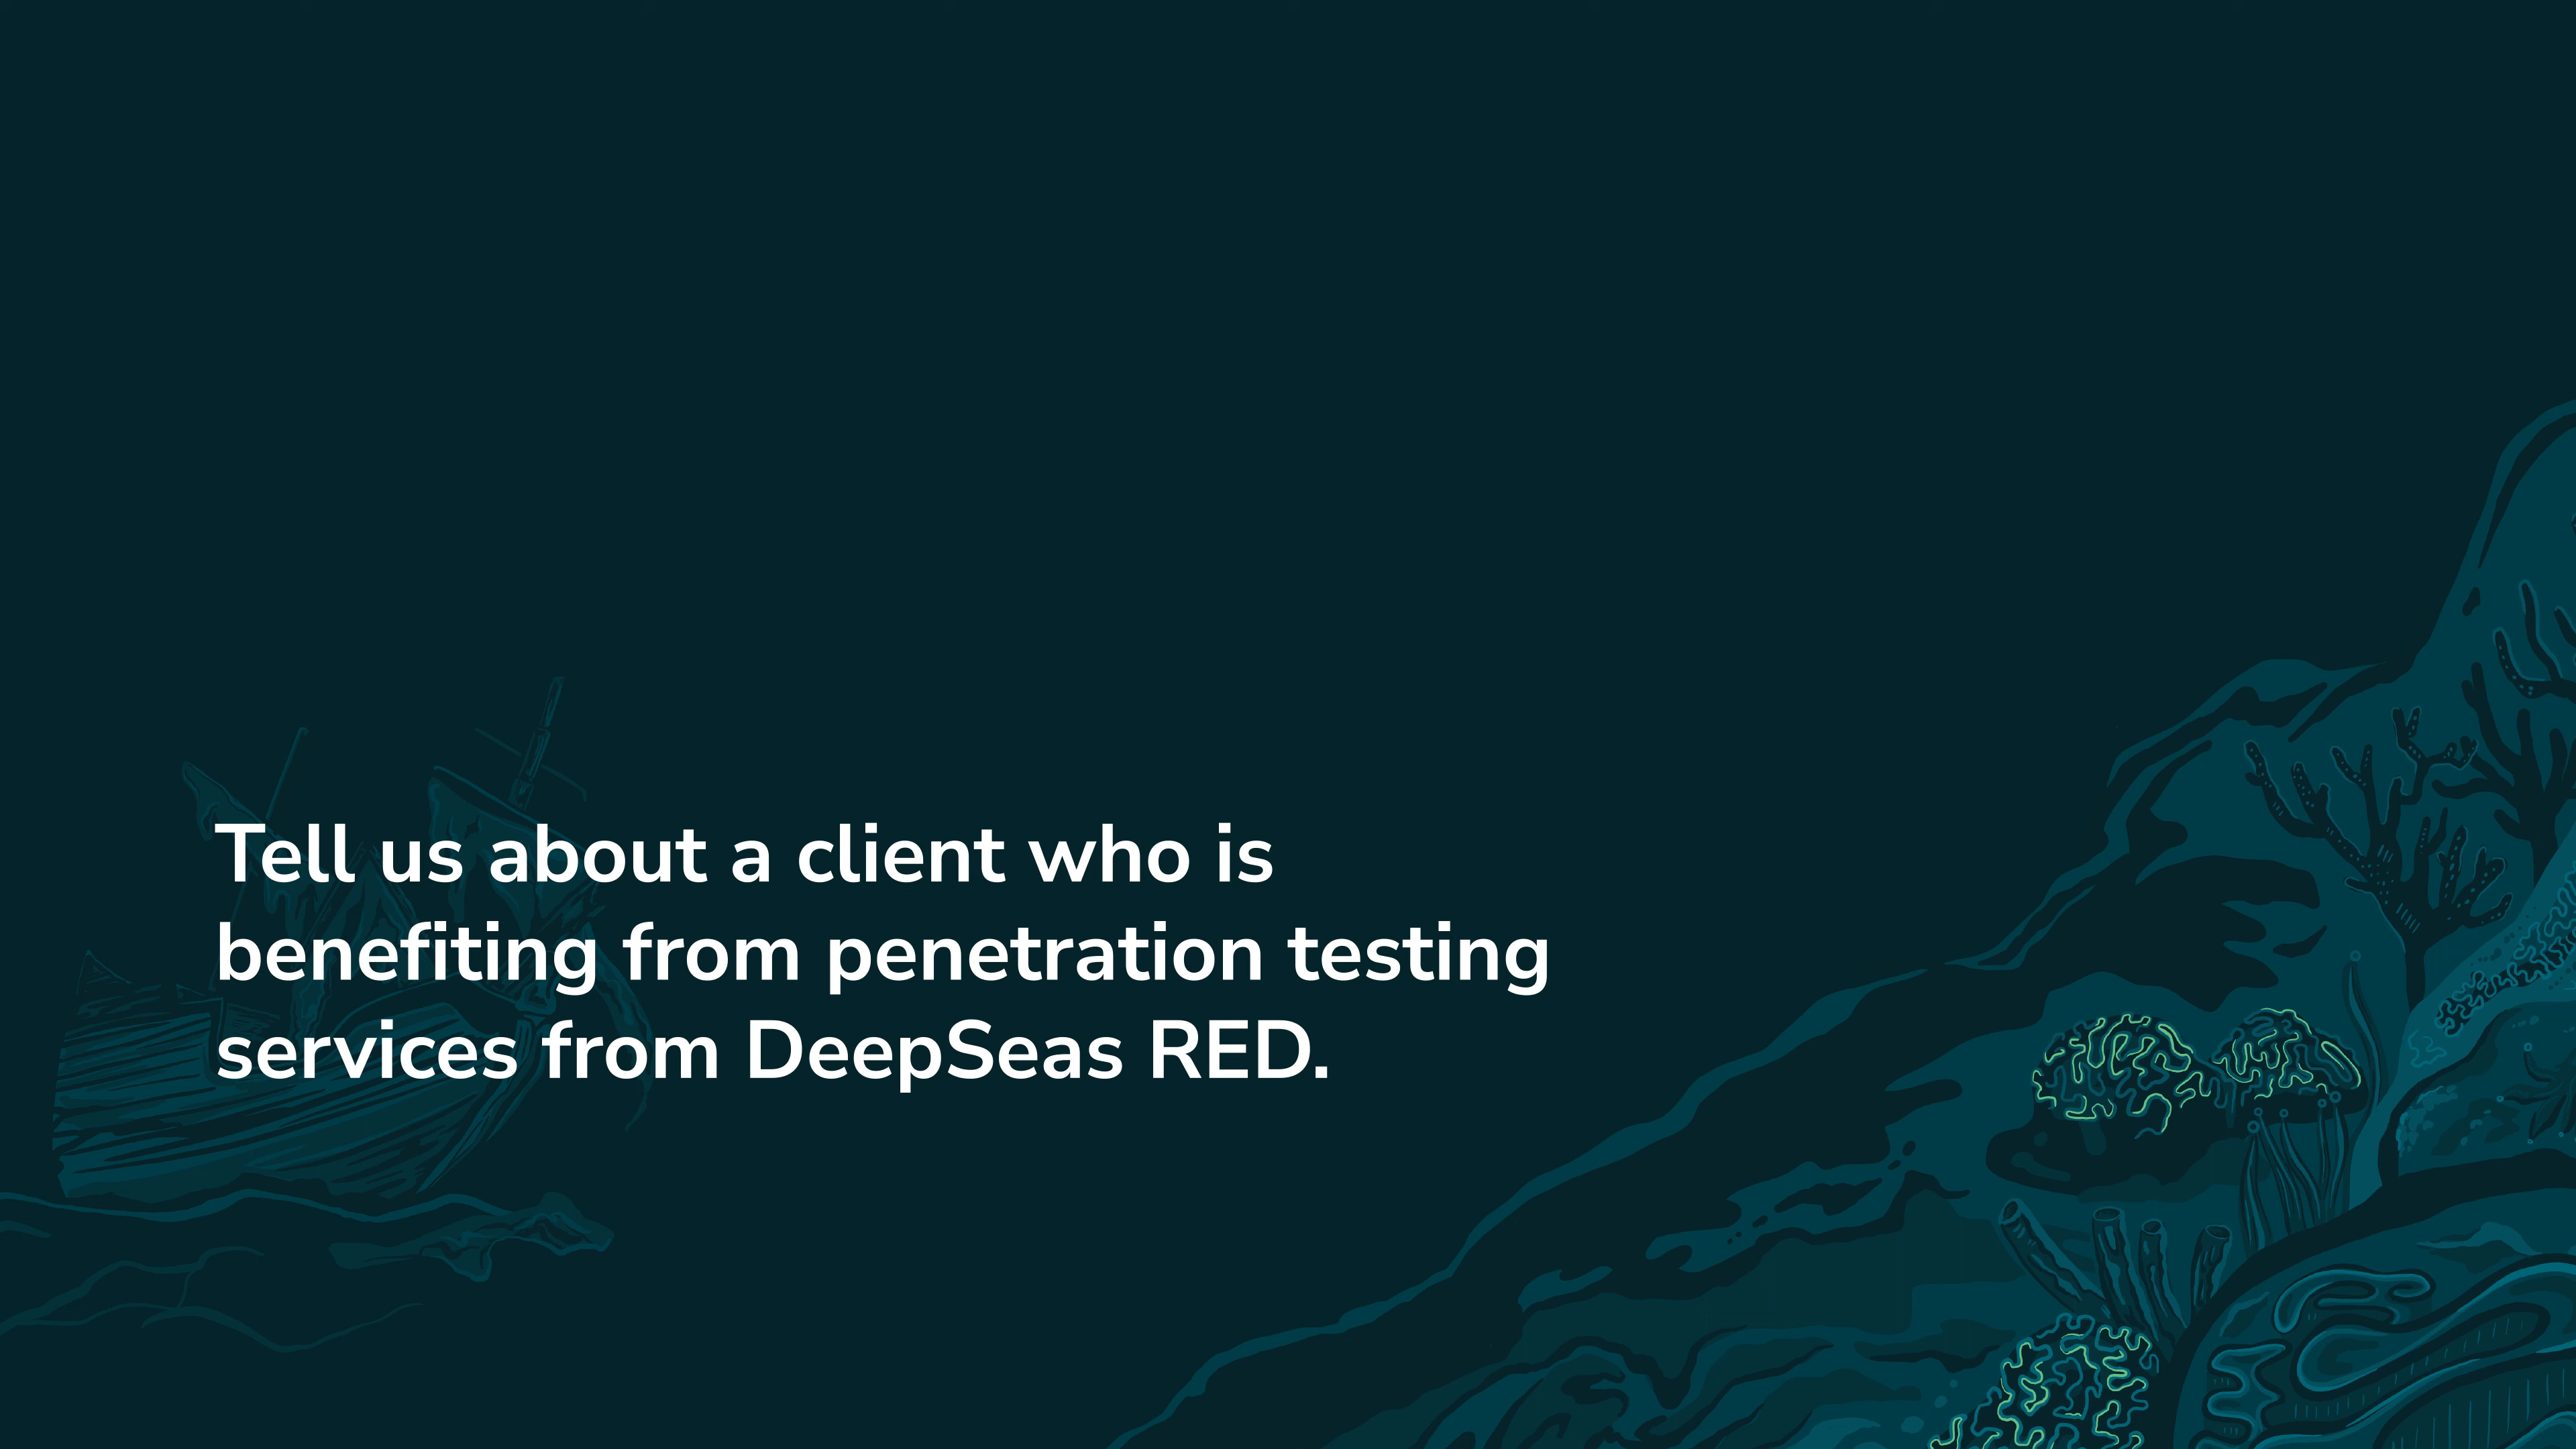 Tell us about a client who is
benefiting from penetration testing
services from DeepSeas RED.